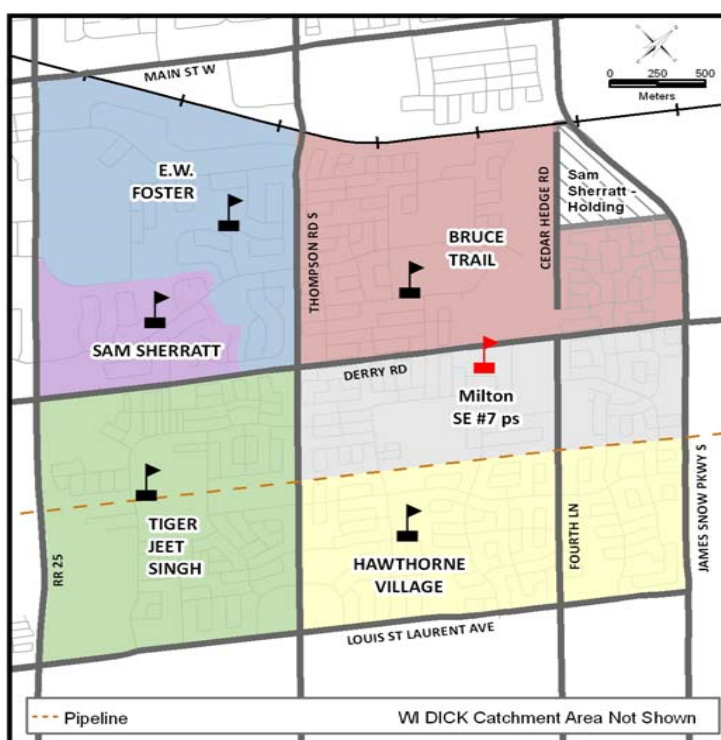 MAIN ST W
0 250 500
Meters
E.W.
FOSTER
THOMPSON RD S
CEDAR HEDGE RD
Sam
Sherratt -
Holding
BRUCE
TRAIL
SAM SHERRATT
DERRY RD
Milton
SE #7 ps
TIGER
JEET
SINGH
RR 25
HAWTHORNE
VILLAGE
FOURTH LN
JAMES SNOW PKWY S
LOUIS ST LAURENT AVE
Pipeline
WI DICK Catchment Area Not Shown